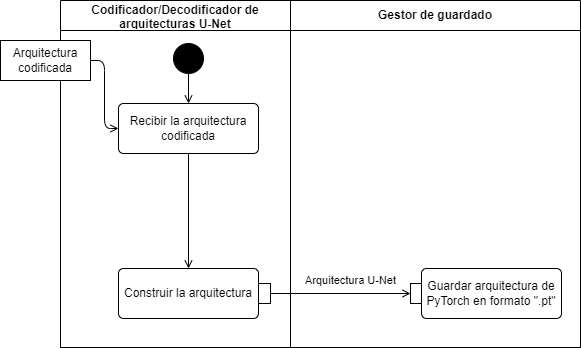 Codificador/Decodificador de
arquitecturas U-Net
Gestor de guardado
Arquitectura
codificada
Recibir la arquitectura
codificada
Construir la arquitectura
Arquitectura U-Net
Guardar arquitectura de
PyTorch en formato ".pt"